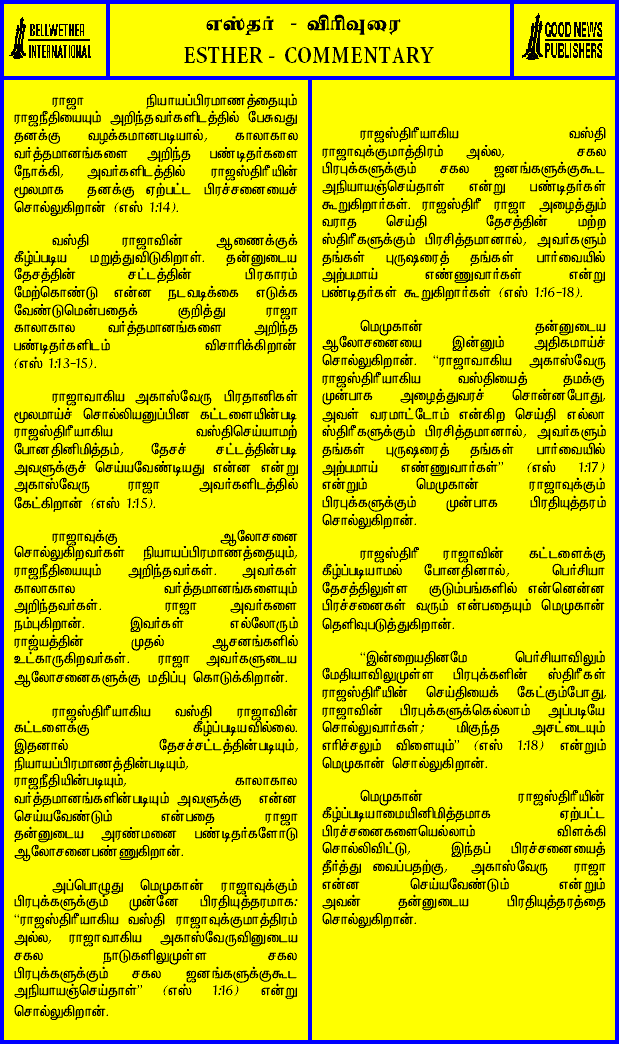 BELLWETHER
INTERNATIONAL
எஸ்தர் - விரிவுரை
ESTHER - COMMENTARY
GOOD NEWS
PUBLISHERS
ராஜா நியாயப்பிரமாணத்தையும்
ராஜநீதியையும் அறிந்தவர்களிடத்தில் பேசுவது
தனக்கு வழக்கமானபடியால், காலாகால
வர்த்தமானங்களை அறிந்த பண்டிதர்களை
நோக்கி, அவர்களிடத்தில் ராஜஸ்திரீயின்
மூலமாக தனக்கு ஏற்பட்ட பிரச்சனையைச்
சொல்லுகிறான் (எஸ் 1:14).
வஸ்தி ராஜாவின் ஆணைக்குக்
கீழ்ப்படிய மறுத்துவிடுகிறாள். தன்னுடைய
தேசத்தின் சட்டத்தின் பிரகாரம்
மேற்கொண்டு என்ன நடவடிக்கை எடுக்க
வேண்டுமென்பதைக் குறித்து ராஜா
காலாகால வர்த்தமானங்களை அறிந்த
பண்டிதர்களிடம் விசாரிக்கிறான்
(எஸ் 1:13-15).
ராஜாவாகிய அகாஸ்வேரு பிரதானிகள்
மூலமாய்ச் சொல்லியனுப்பின கட்டளையின்படி
ராஜஸ்திரீயாகிய வஸ்திசெய்யாமற்
போனதினிமித்தம், தேசச் சட்டத்தின்படி
அவளுக்குச் செய்யவேண்டியது என்ன என்று
அகாஸ்வேரு ராஜா அவர்களிடத்தில்
கேட்கிறான் (எஸ் 1:15).
ராஜாவுக்கு ஆலோசனை
சொல்லுகிறவர்கள் நியாயப்பிரமாணத்தையும்,
ராஜநீதியையும் அறிந்தவர்கள். அவர்கள்
காலாகால வர்த்தமானங்களையும்
அறிந்தவர்கள். ராஜா அவர்களை
நம்புகிறான். இவர்கள் எல்லோரும்
ராஜ்யத்தின் முதல் ஆசனங்களில்
உட்காருகிறவர்கள். ராஜா அவர்களுடைய
ஆலோசனைகளுக்கு மதிப்பு கொடுக்கிறான்.
ராஜஸ்திரீயாகிய வஸ்தி ராஜாவின்
கட்டளைக்கு கீழ்ப்படியவில்லை.
இதனால் தேசச்சட்டத்தின்படியும்,
நியாயப்பிரமாணத்தின்படியும்,
ராஜநீதியின்படியும், காலாகால
வர்த்தமானங்களின்படியும் அவளுக்கு என்ன
செய்யவேண்டும் என்பதை ராஜா
தன்னுடைய அரண்மனை பண்டிதர்களோடு
ஆலோசனைபண்ணுகிறான்.
அப்பொழுது மெமுகான் ராஜாவுக்கும்
பிரபுக்களுக்கும் முன்னே பிரதியுத்தரமாக:
“ராஜஸ்திரீயாகிய வஸ்தி ராஜாவுக்குமாத்திரம்
அல்ல, ராஜாவாகிய அகாஸ்வேருவினுடைய
சகல நாடுகளிலுமுள்ள சகல
பிரபுக்களுக்கும் சகல ஜனங்களுக்குகூட
அநியாயஞ்செய்தாள்” (எஸ் 1:16) என்று
சொல்லுகிறான்.
ராஜஸ்திரீயாகிய வஸ்தி
ராஜாவுக்குமாத்திரம் அல்ல, சகல
பிரபுக்களுக்கும் சகல ஜனங்களுக்குகூட
அநியாயஞ்செய்தாள் என்று பண்டிதர்கள்
கூறுகிறார்கள். ராஜஸ்திரீ ராஜா அழைத்தும்
வராத செய்தி தேசத்தின் மற்ற
ஸ்திரீகளுக்கும் பிரசித்தமானால், அவர்களும்
தங்கள் புருஷரைத் தங்கள் பார்வையில்
அற்பமாய் எண்ணுவார்கள் என்று
பண்டிதர்கள் கூறுகிறார்கள் (எஸ் 1:16-18).
மெமுகான் தன்னுடைய
ஆலோசனையை இன்னும் அதிகமாய்ச்
சொல்லுகிறான். “ராஜாவாகிய அகாஸ்வேரு
ராஜஸ்திரீயாகிய வஸ்தியைத் தமக்கு
முன்பாக அழைத்துவரச் சொன்னபோது,
அவள் வரமாட்டோம் என்கிற செய்தி எல்லா
ஸ்திரீகளுக்கும் பிரசித்தமானால், அவர்களும்
தங்கள் புருஷரைத் தங்கள் பார்வையில்
அற்பமாய் எண்ணுவார்கள்” (எஸ் 1:17)
என்றும் மெமுகான் ராஜாவுக்கும்
பிரபுக்களுக்கும் முன்பாக பிரதியுத்தரம்
சொல்லுகிறான்.
ராஜஸ்திரீ ராஜாவின் கட்டளைக்கு
கீழ்ப்படியாமல் போனதினால், பெர்சியா
தேசத்திலுள்ள குடும்பங்களில் என்னென்ன
பிரச்சனைகள் வரும் என்பதையும் மெமுகான்
தெளிவுபடுத்துகிறான்.
“இன்றையதினமே பெர்சியாவிலும்
மேதியாவிலுமுள்ள பிரபுக்களின் ஸ்திரீகள்
ராஜஸ்திரீயின் செய்தியைக் கேட்கும்போது,
ராஜாவின் பிரபுக்களுக்கெல்லாம் அப்படியே
சொல்லுவார்கள்; மிகுந்த அசட்டையும்
எரிச்சலும் விளையும்” (எஸ் 1:18) என்றும்
மெமுகான் சொல்லுகிறான்.
மெமுகான் ராஜஸ்திரீயின்
கீழ்ப்படியாமையினிமித்தமாக ஏற்பட்ட
பிரச்சனைகளையெல்லாம் விளக்கி
சொல்லிவிட்டு, இந்தப் பிரச்சனையைத்
தீர்த்து வைப்பதற்கு, அகாஸ்வேரு ராஜா
என்ன செய்யவேண்டும் என்றும்
அவன் தன்னுடைய பிரதியுத்தரத்தை
சொல்லுகிறான்.